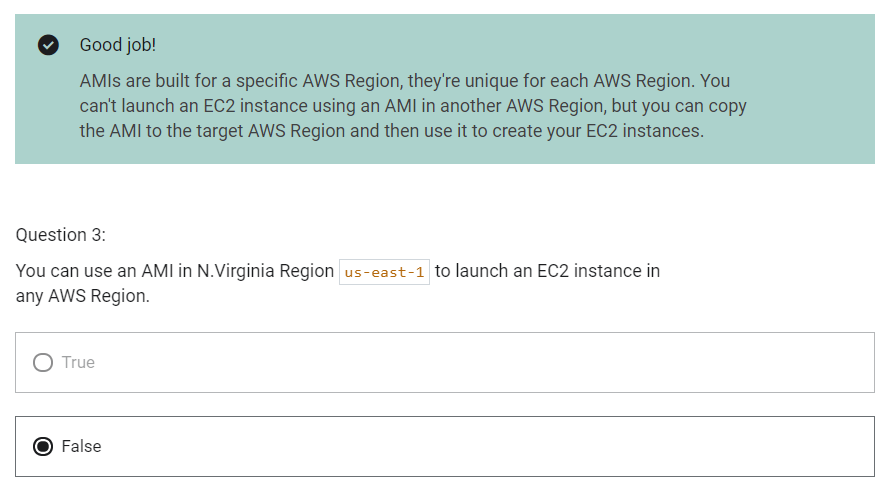 Good job!
AMIs are built for a specific AWS Region, they're unique for each AWS Region. You
can't launch an EC2 instance using an AMI in another AWS Region, but you can copy
the AMI to the target AWS Region and then use it to create your EC2 instances.
Question 3:
You can use an AMI in N.Virginia Region us-east-1 to launch an EC2 instance in
any AWS Region.
True
False